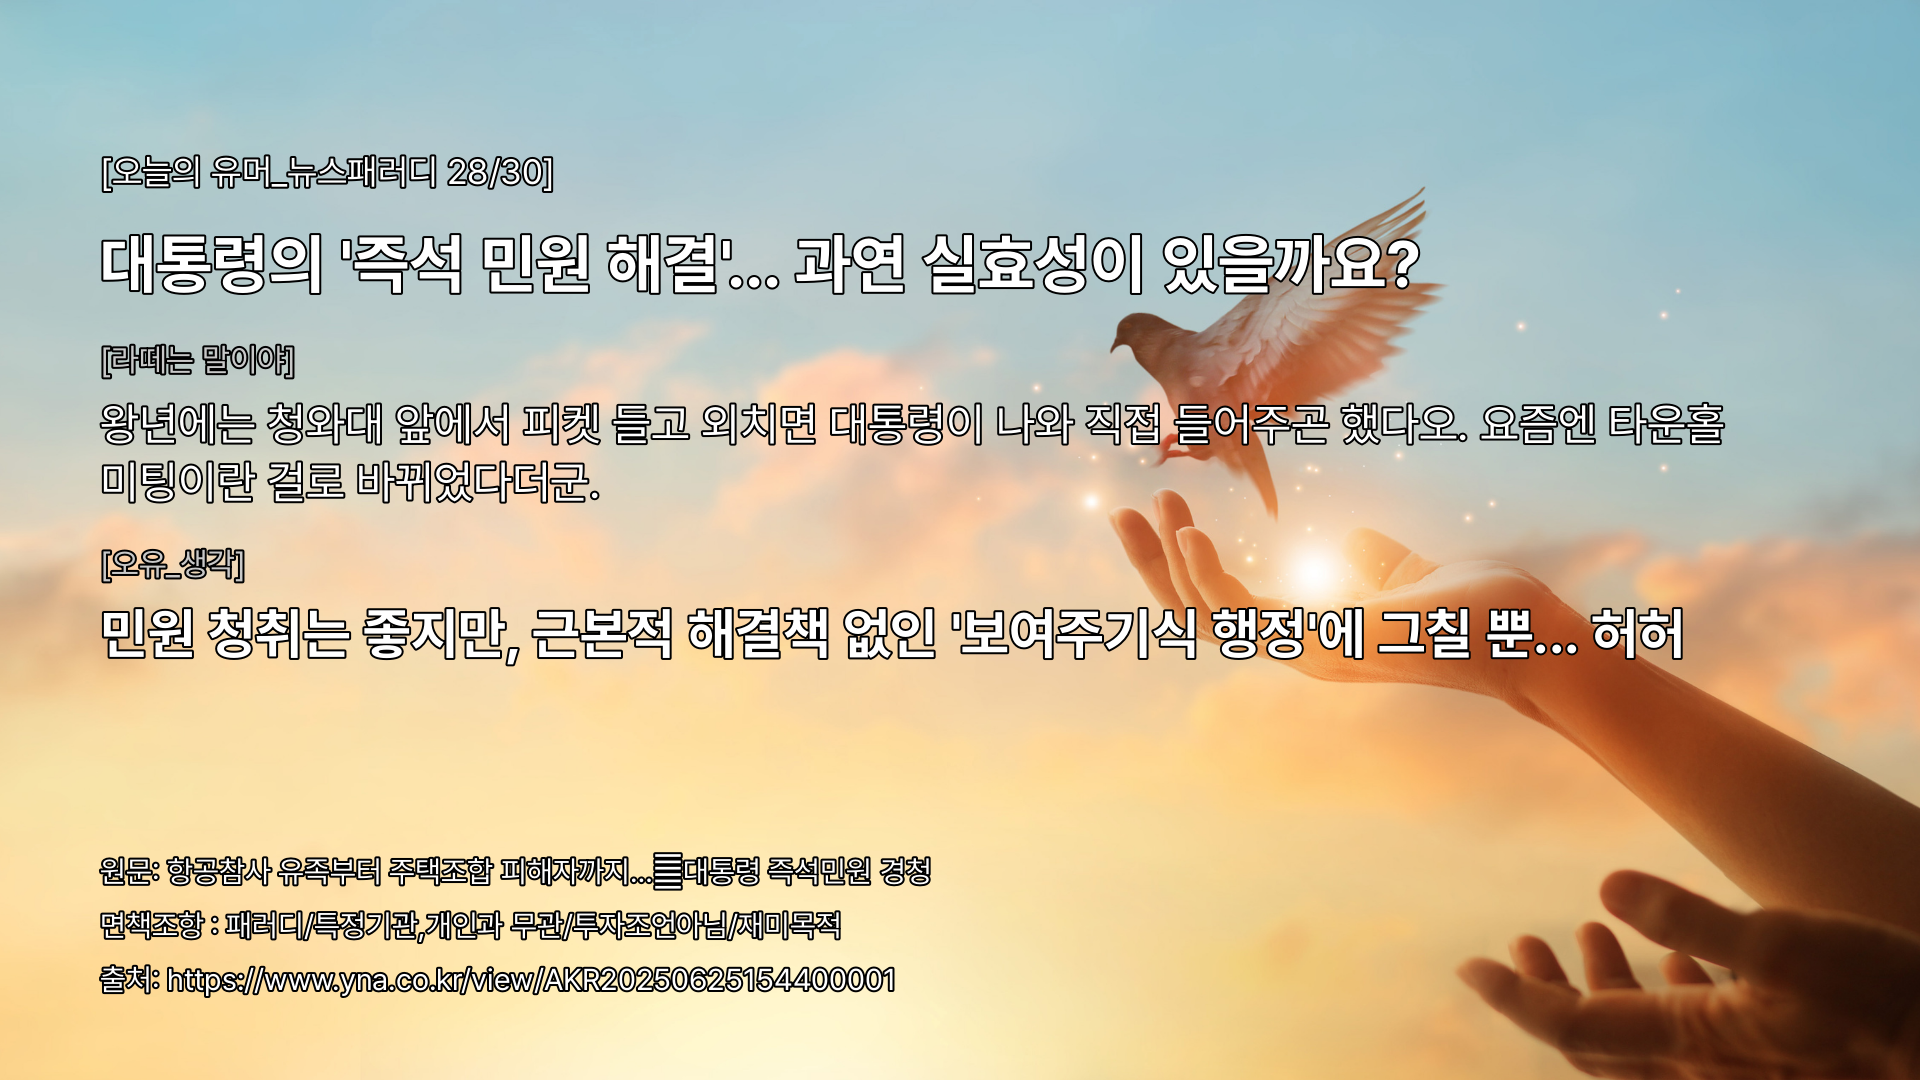 [오늘의 유머_뉴스패러디 28/30]
대통령의 '즉석 민원 해결'... 과연 실효성이 있을까요?
[라떼는 말이야]
왕년에는 청와대 앞에서 피켓 들고 외치면 대통령이 나와 직접 들어주곤 했다오. 요즘엔 타운홀
미팅이란 걸로 바뀌었다더군.
[오유_생각]
민원 청취는 좋지만, 근본적 해결책 없인 '보여주기식 행정'에 그칠 뿐... 허허
원문: 항공참사 유족부터 주택조합 피해자까지...대통령 즉석민원 경청
면책조항 : 패러디/특정기관,개인과 무관/투자조언아님/재미목적
출처: https://www.yna.co.kr/view/AKR20250625154400001